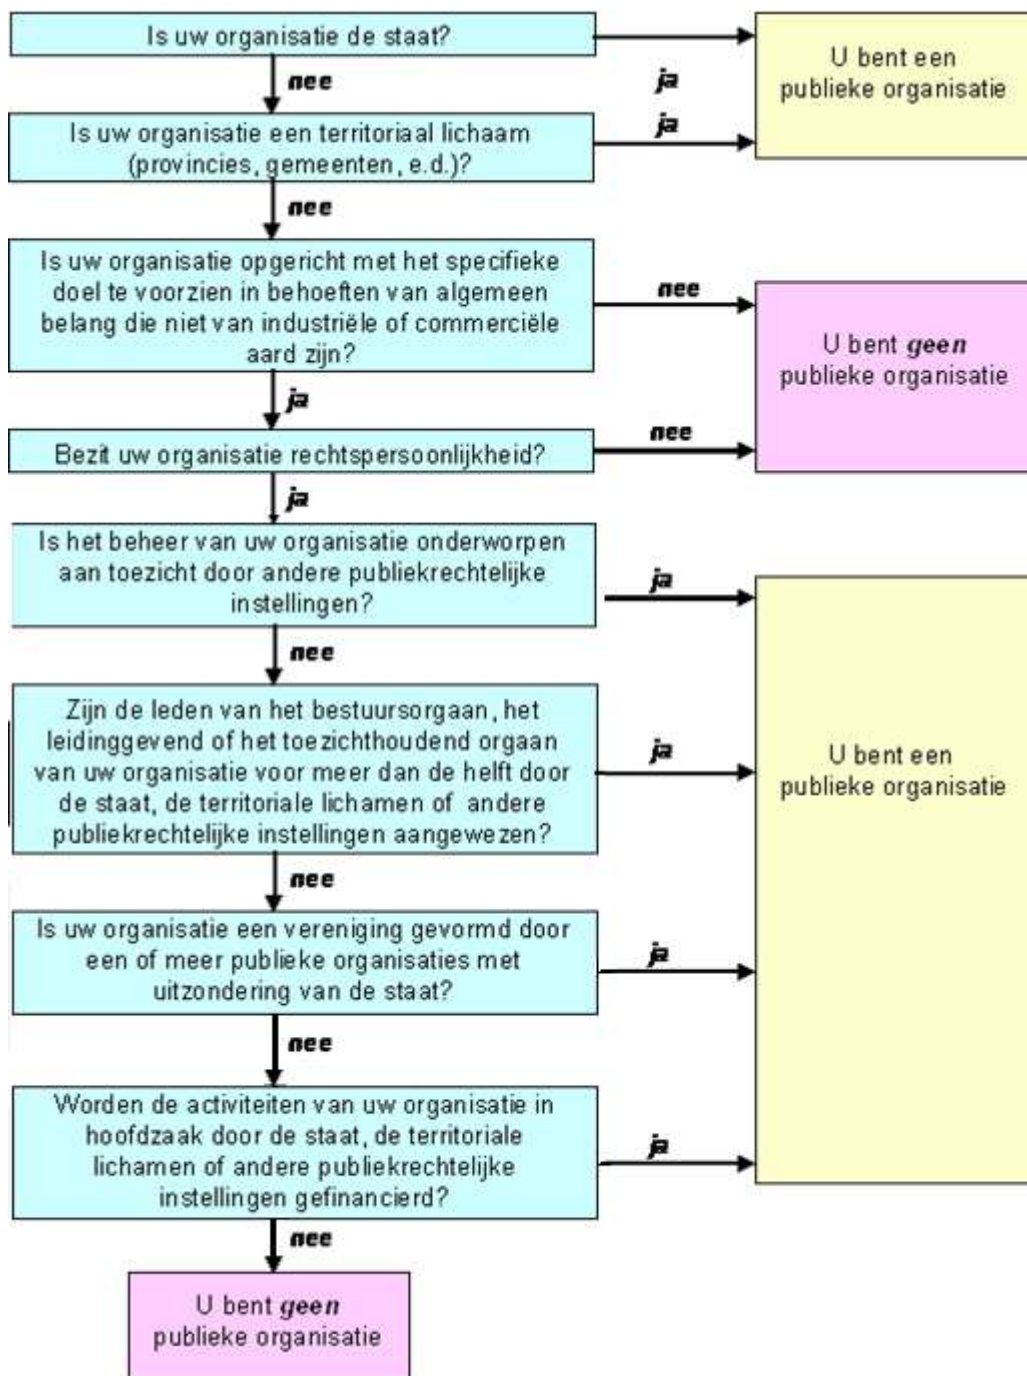 Is uw organisatie de staat?
U bent een
publieke organisatie
nee
ja
Is uw organisatie een territoriaal lichaam
(provincies, gemeenten, e.d.)?
ja
nee
Is uw organisatie opgericht met het specifieke
doel te voorzien in behoeften van algemeen
belang die niet van industriële of commerciële
aard zijn?
nee
U bent geen
publieke organisatie
ja
Bezit uw organisatie rechtspersoonlijkheid?
nee
ja
Is het beheer van uw organisatie onderworpen
aan toezicht door andere publiekrechtelijke
instellingen?
ja
nee
Zijn de leden van het bestuursorgaan, het
leidinggevend of het toezichthoudend orgaan
van uw organisatie voor meer dan de helft door
de staat, de territoriale lichamen of andere
publiekrechtelijke instellingen aangewezen?
ja
U bent een
publieke organisatie
nee
Is uw organisatie een vereniging gevormd door
een of meer publieke organisaties met
uitzondering van de staat?
ja
nee
Worden de activiteiten van uw organisatie in
hoofdzaak door de staat, de territoriale
lichamen of andere publiekrechtelijke
instellingen gefinancierd?
ja
nee
U bent geen
publieke organisatie